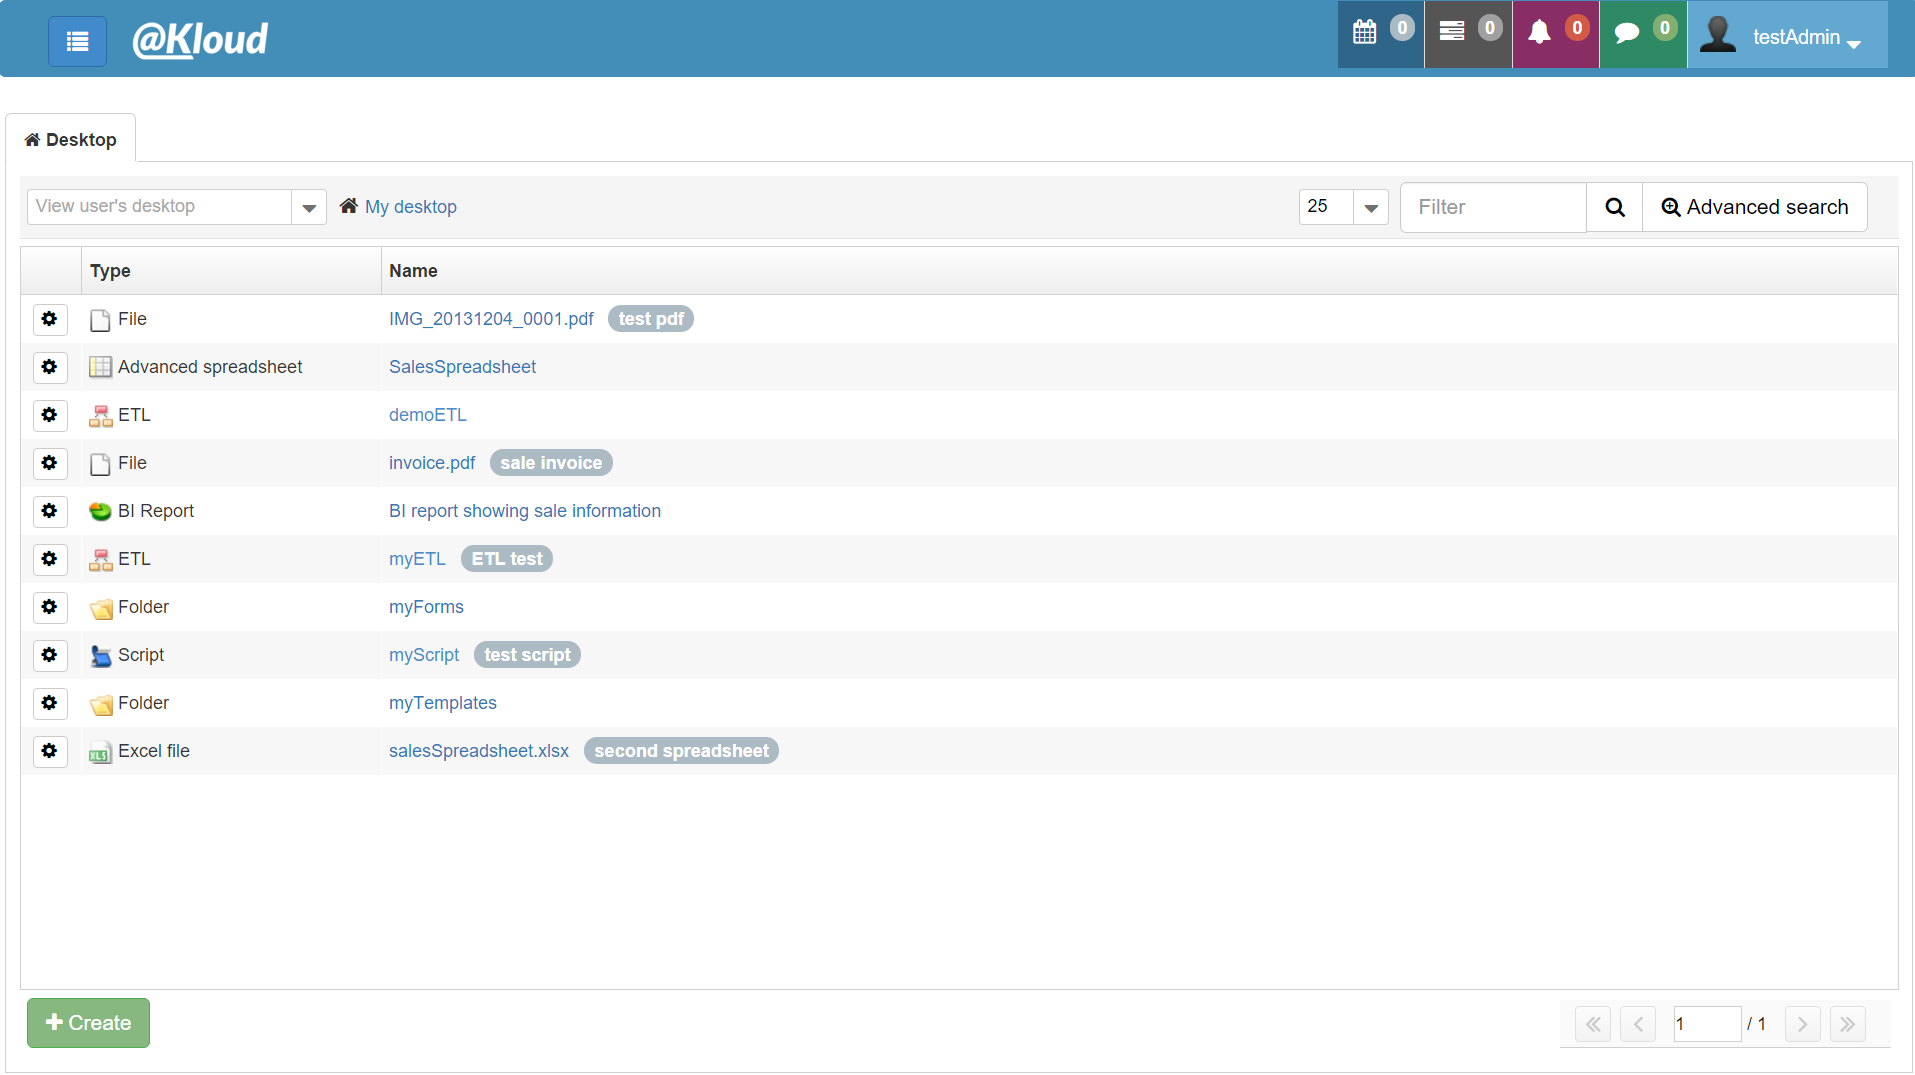 @Kloud 0 0 0 0 testAdmin
Desktop
View user's desktop My desktop 25 Filter Advanced search
Type Name
File IMG_20131204_0001.pdf test pdf
Advanced spreadsheet SalesSpreadsheet
ETL demoETL
File invoice.pdf sale invoice
BI Report BI report showing sale information
ETL myETL ETL test
Folder myForms
Script myScript test script
Folder myTemplates
XLS Excel file salesSpreadsheet.xlsx second spreadsheet
Create 1 / 1